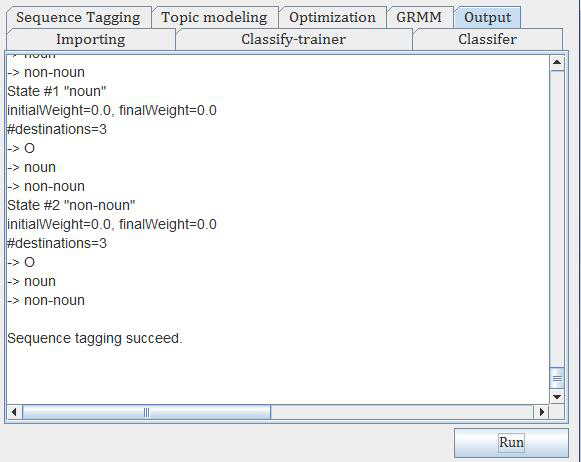 Sequence Tagging Topic modeling Optimization GRMM Output
Importing Classify-trainer Classifer
-> noun
-> non-noun
State #1 "noun"
initialWeight=0.0, finalWeight=0.0
#destinations=3
-> O
-> noun
-> non-noun
State #2 "non-noun"
initialWeight=0.0, finalWeight=0.0
#destinations=3
-> O
-> noun
-> non-noun
Sequence tagging succeed.
Run